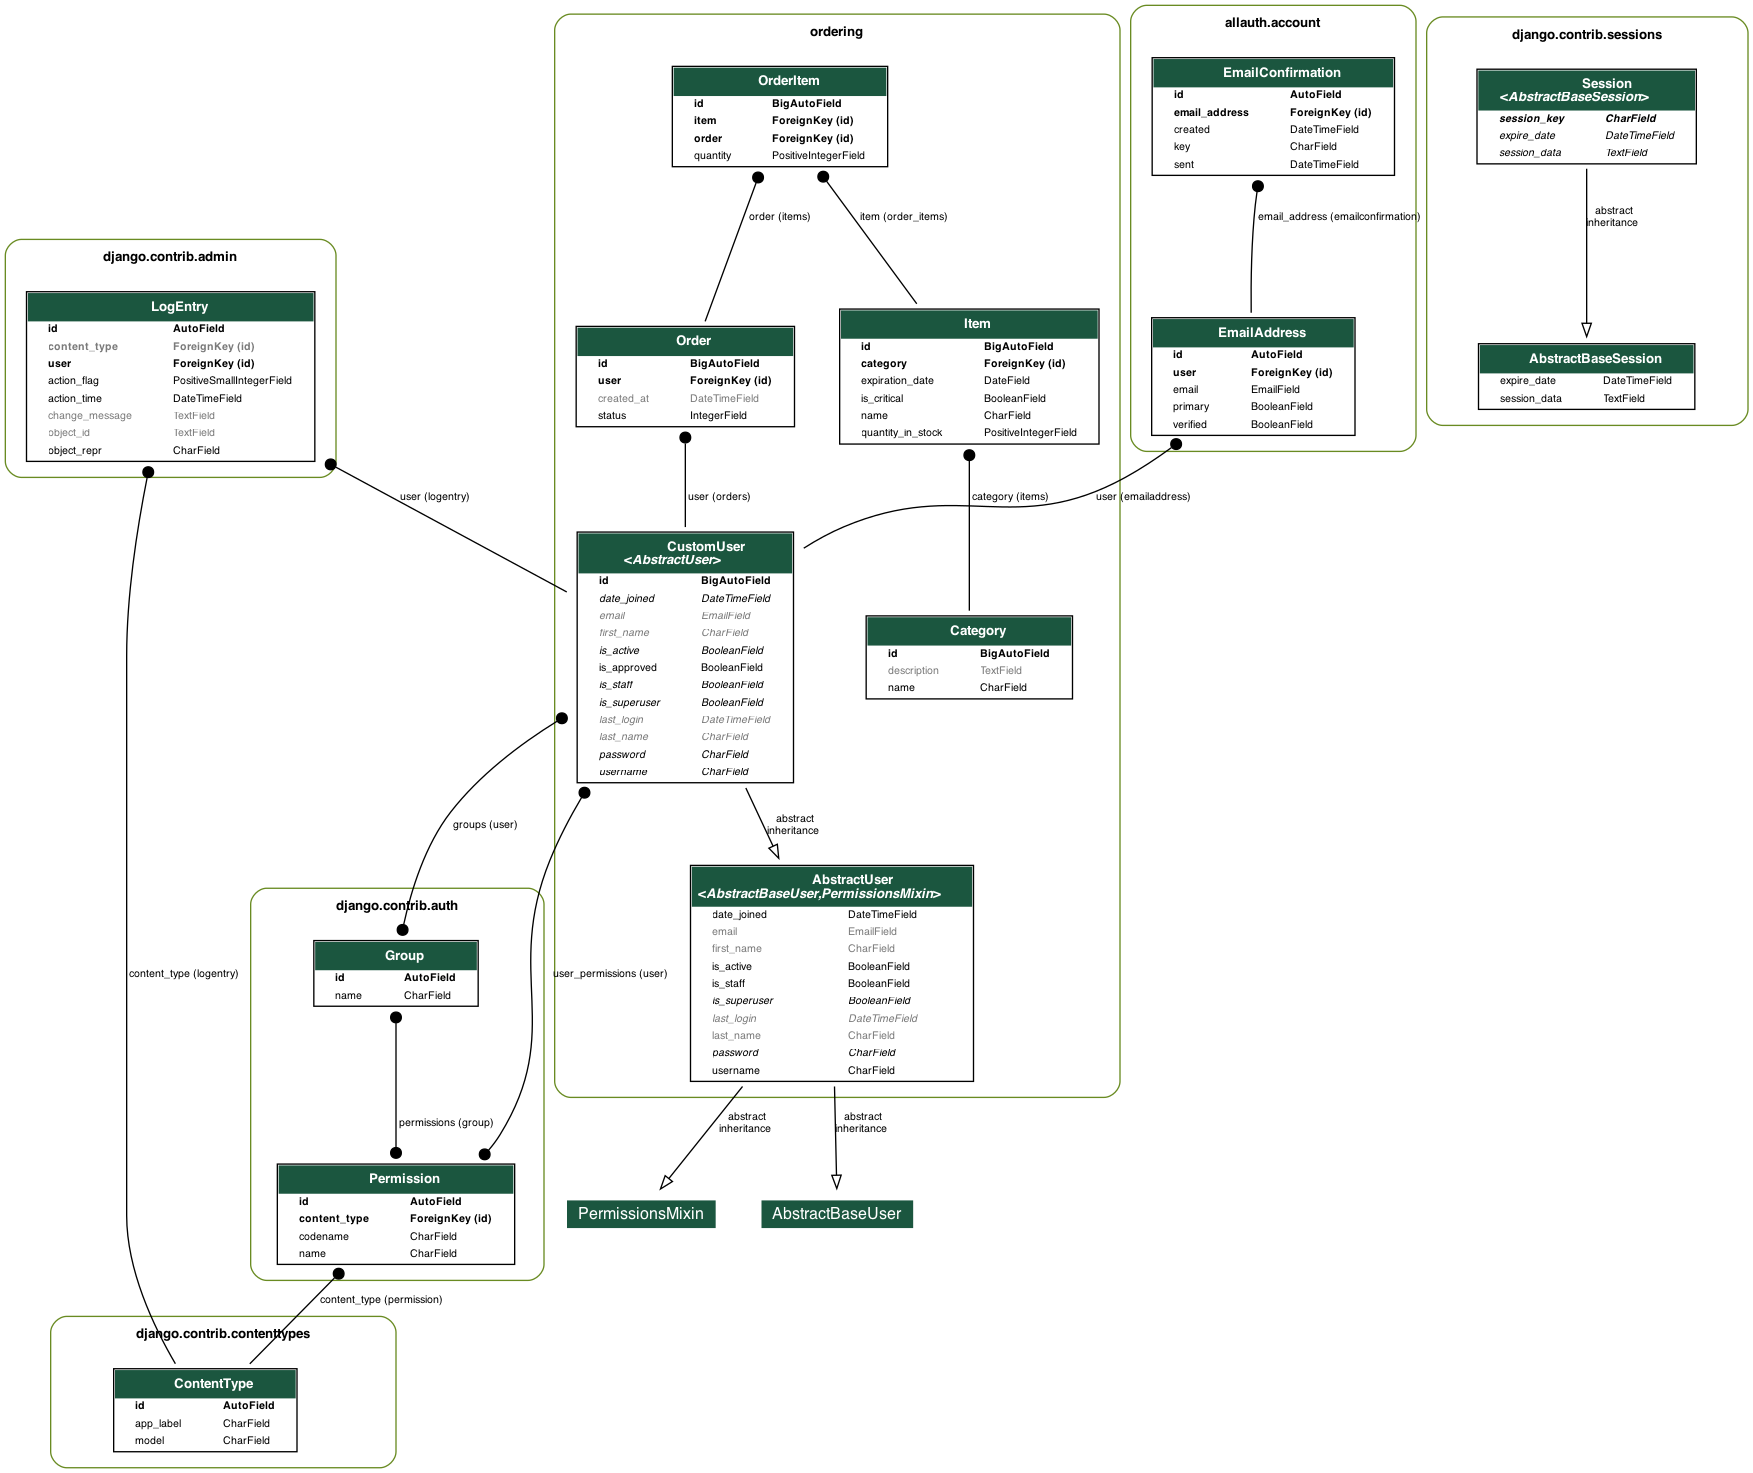 ordering
OrderItem
id BigAutoField
item ForeignKey (id)
order ForeignKey (id)
quantity PositiveIntegerField
order (items)
item (order_items)
allauth.account
EmailConfirmation
id AutoField
email_address ForeignKey (id)
created DateTimeField
key CharField
sent DateTimeField
email_address (emailconfirmation)
django.contrib.sessions
Session
<AbstractBaseSession>
session_key CharField
expire_date DateTimeField
session_data TextField
abstract
inheritance
AbstractBaseSession
expire_date DateTimeField
session_data TextField
django.contrib.admin
LogEntry
id AutoField
content_type ForeignKey (id)
user ForeignKey (id)
action_flag PositiveSmallIntegerField
action_time DateTimeField
change_message TextField
object_id TextField
object_repr CharField
user (logentry)
Order
id BigAutoField
user ForeignKey (id)
created_at DateTimeField
status IntegerField
user (orders)
Item
id BigAutoField
category ForeignKey (id)
expiration_date DateField
is_critical BooleanField
name CharField
quantity_in_stock PositiveIntegerField
category (items)
EmailAddress
id AutoField
user ForeignKey (id)
email EmailField
primary BooleanField
verified BooleanField
user (emailaddress)
CustomUser
<AbstractUser>
id BigAutoField
date_joined DateTimeField
email EmailField
first_name CharField
is_active BooleanField
is_approved BooleanField
is_staff BooleanField
is_superuser BooleanField
last_login DateTimeField
last_name CharField
password CharField
username CharField
Category
id BigAutoField
description TextField
name CharField
groups (user)
abstract
inheritance
AbstractUser
<AbstractBaseUser,PermissionsMixin>
date_joined DateTimeField
email EmailField
first_name CharField
is_active BooleanField
is_staff BooleanField
is_superuser BooleanField
last_login DateTimeField
last_name CharField
password CharField
username CharField
django.contrib.auth
Group
id AutoField
name CharField
content_type (logentry)
user_permissions (user)
permissions (group)
abstract
inheritance
abstract
inheritance
Permission
id AutoField
content_type ForeignKey (id)
codename CharField
name CharField
PermissionsMixin
AbstractBaseUser
content_type (permission)
django.contrib.contenttypes
ContentType
id AutoField
app_label CharField
model CharField